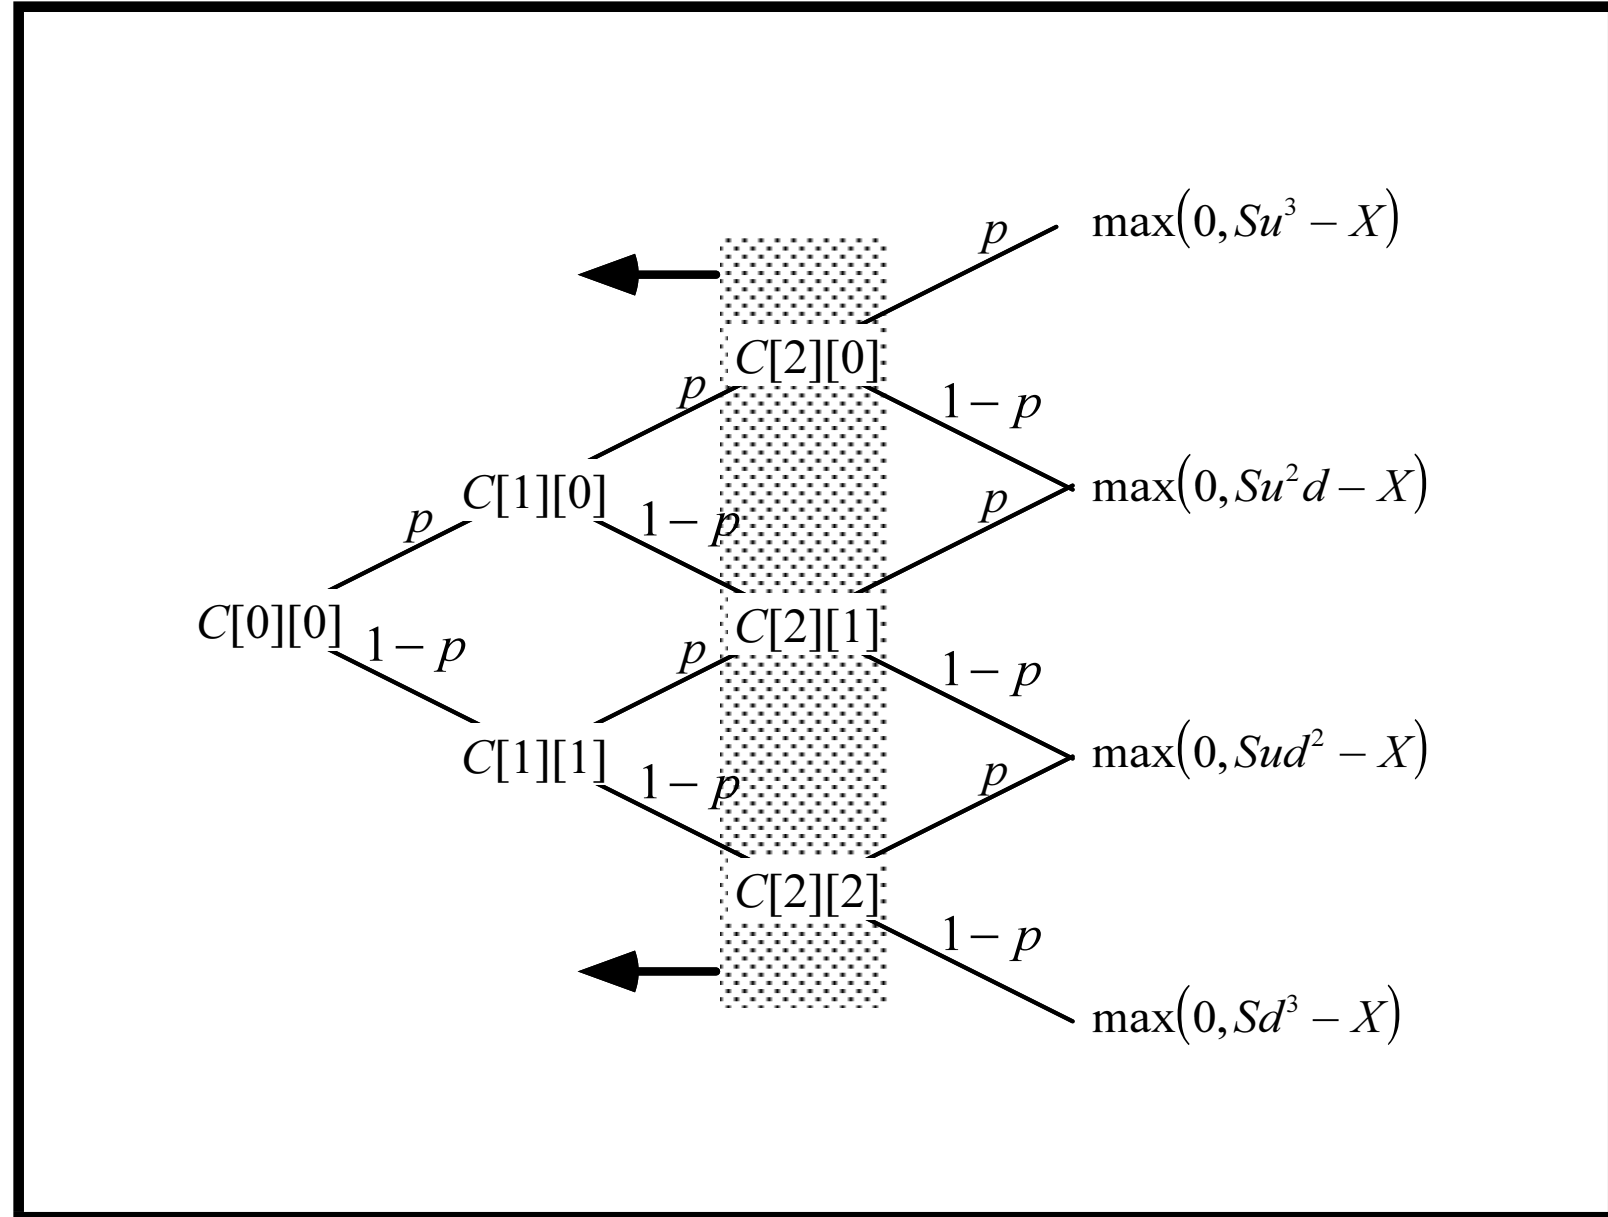 p
max(0, Su³ − X)
C[2][0]
p
1 − p
C[1][0]
max(0, Su²d − X)
p
1 − p
p
C[0][0]
C[2][1]
1 − p
p
1 − p
C[1][1]
max(0, Sud² − X)
1 − p
p
C[2][2]
1 − p
max(0, Sd³ − X)